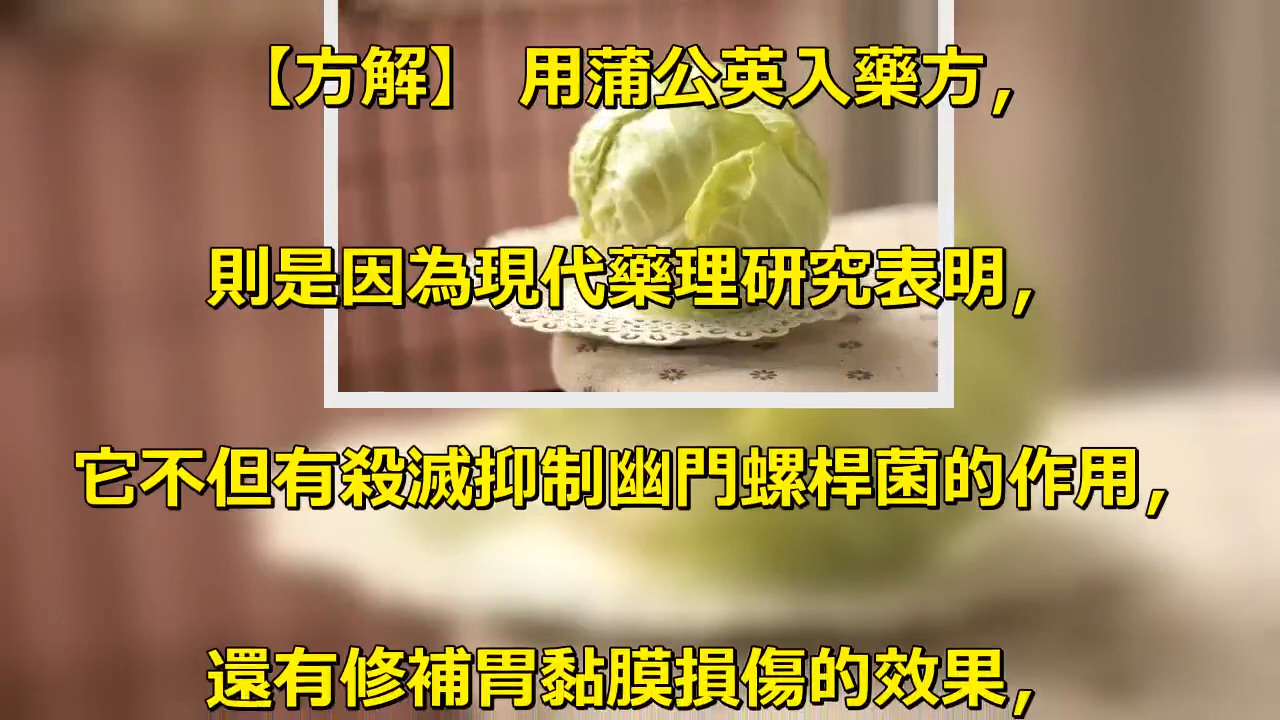 【方解】 用蒲公英入藥方，
則是因為現代藥理研究表明，
它不但有殺滅抑制幽門螺桿菌的作用，
還有修補胃黏膜損傷的效果，